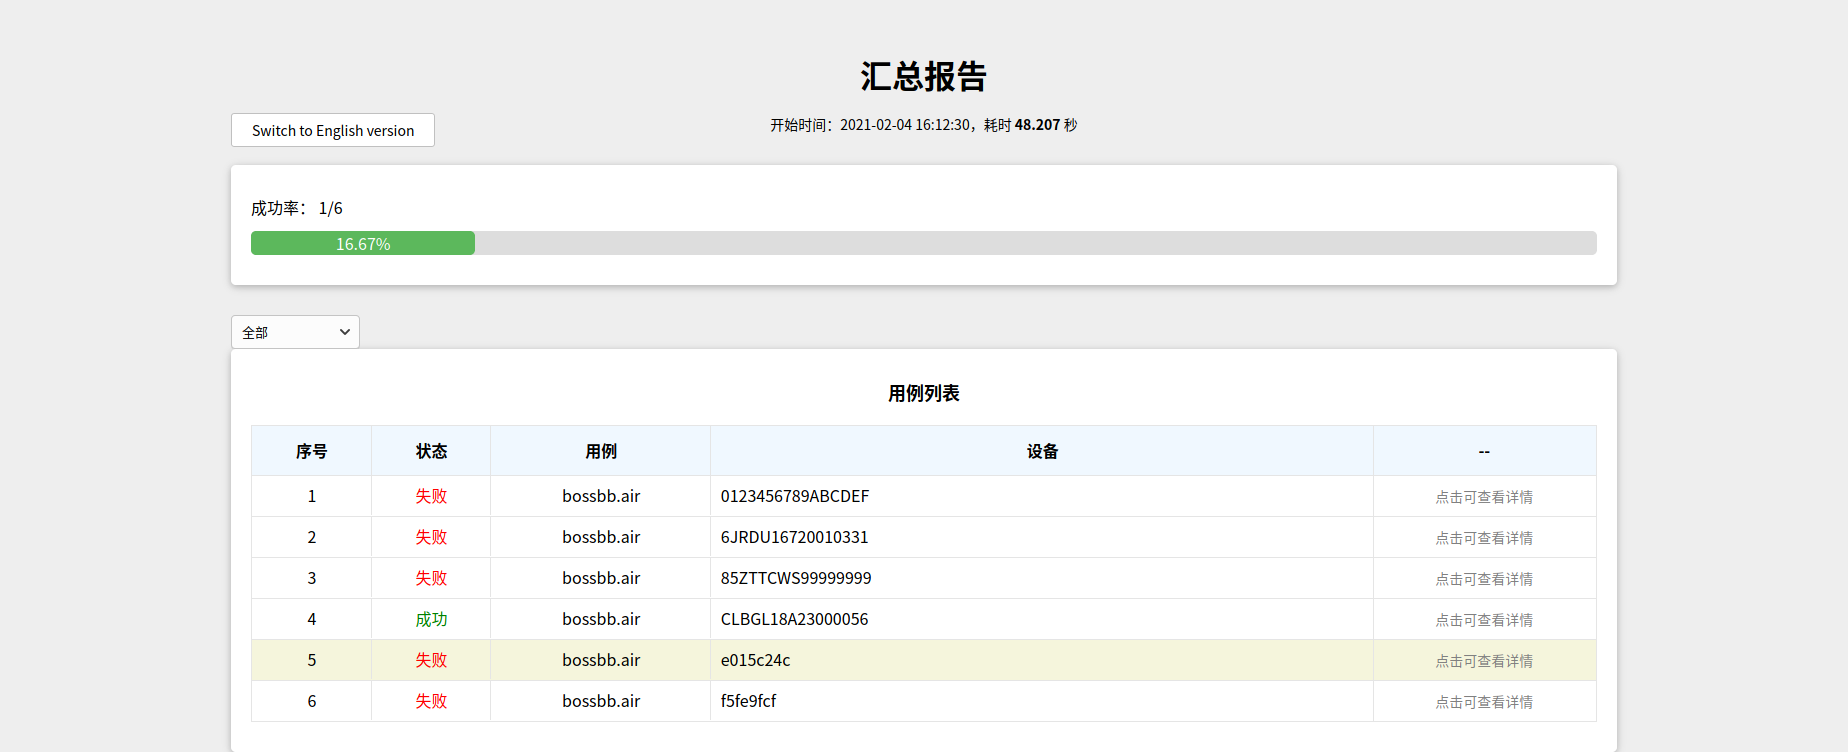 汇总报告
Switch to English version
开始时间：2021-02-04 16:12:30，耗时 48.207 秒
成功率： 1/6
16.67%
全部
用例列表
序号 状态 用例 设备 --
1 失败 bossbb.air 0123456789ABCDEF 点击可查看详情
2 失败 bossbb.air 6JRDU16720010331 点击可查看详情
3 失败 bossbb.air 85ZTTCWS99999999 点击可查看详情
4 成功 bossbb.air CLBGL18A23000056 点击可查看详情
5 失败 bossbb.air e015c24c 点击可查看详情
6 失败 bossbb.air f5fe9fcf 点击可查看详情